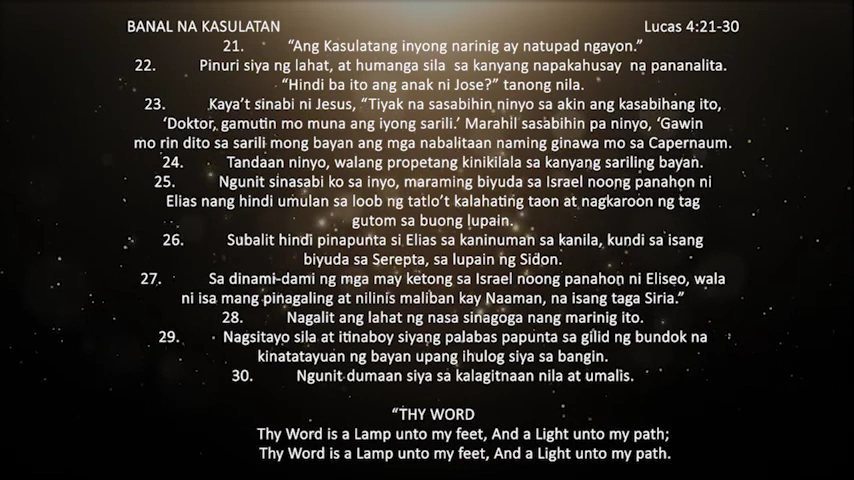 BANAL NA KASULATAN Lucas 4:21-30
21. “Ang Kasulatang inyong narinig ay natupad ngayon.”
22. Pinuri siya ng lahat, at humanga sila sa kanyang napakahusay na pananalita.
“Hindi ba ito ang anak ni Jose?” tanong nila.
23. Kaya’t sinabi ni Jesus, “Tiyak na sasabihin ninyo sa akin ang kasabihang ito,
‘Doktor, gamutin mo muna ang iyong sarili.’ Marahil sasabihin pa ninyo, ‘Gawin
mo rin dito sa sarili mong bayan ang mga nabalitaan naming ginawa mo sa Capernaum.
24. Tandaan ninyo, walang propetang kinikilala sa kanyang sariling bayan.
25. Ngunit sinasabi ko sa inyo, maraming biyuda sa Israel noong panahon ni
Elias nang hindi umulan sa loob ng tatlo’t kalahating taon at nagkaroon ng tag
gutom sa buong lupain.
26. Subalit hindi pinapunta si Elias sa kaninuman sa kanila, kundi sa isang
biyuda sa Serepta, sa lupain ng Sidon.
27. Sa dinami-dami ng mga may ketong sa Israel noong panahon ni Eliseo, wala
ni isa mang pinagaling at nilinis maliban kay Naaman, na isang taga Siria.”
28. Nagalit ang lahat ng nasa sinagoga nang marinig ito.
29. Nagsitayo sila at itinaboy siyang palabas papunta sa gilid ng bundok na
kinatatayuan ng bayan upang ihulog siya sa bangin.
30. Ngunit dumaan siya sa kalagitnaan nila at umalis.
“THY WORD
Thy Word is a Lamp unto my feet, And a Light unto my path;
Thy Word is a Lamp unto my feet, And a Light unto my path.